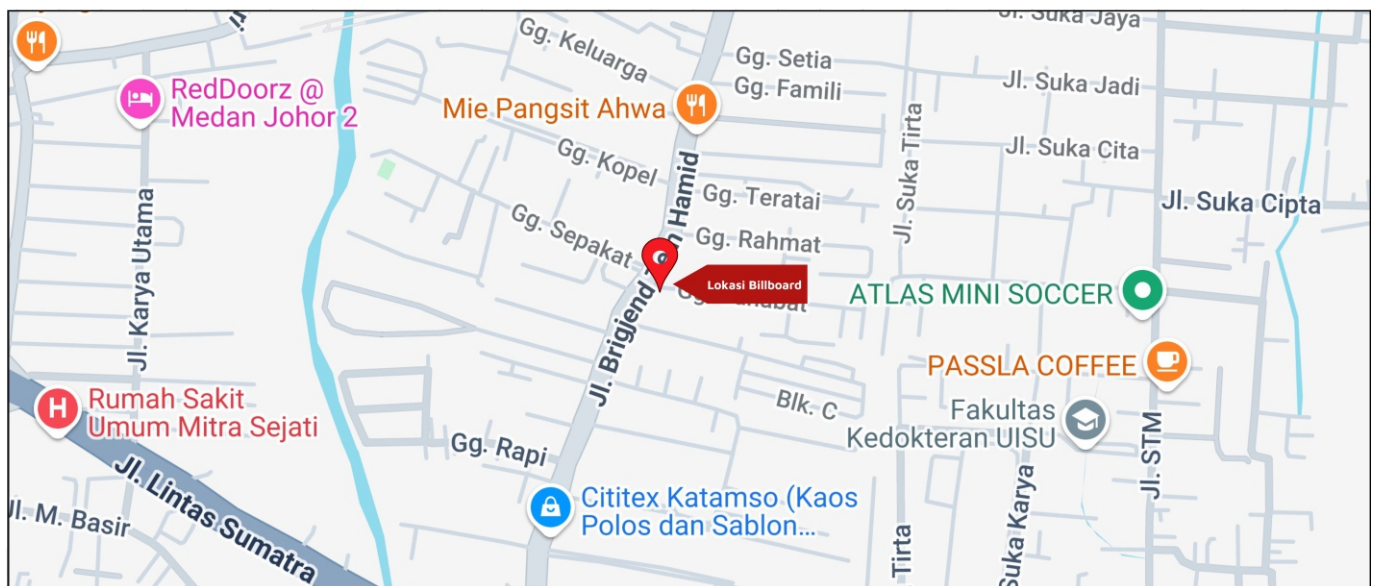 Jl. Suka Jaya
Gg. Keluarga
Gg. Setia
Jl. Suka Jadi
RedDoorz @
Medan Johor 2
Gg. Famili
Mie Pangsit Ahwa
Jl. Suka Tirta
Jl. Suka Cita
Gg. Kopel
Gg. Teratai
Jl. Suka Cipta
Jl. Karya Utama
Gg. Sepakat
Gg. Rahmat
Jl. Brigjend Hamid
Lokasi Billboard
ATLAS MINI SOCCER
PASSLA COFFEE
Blk. C
Rumah Sakit
Umum Mitra Sejati
Fakultas
Kedokteran UISU
Gg. Rapi
Jl. STM
Jl. Lintas Sumatra
Cititex Katamso (Kaos
Polos dan Sablon...
Jl. M. Basir
Tirta
Suka Karya
H